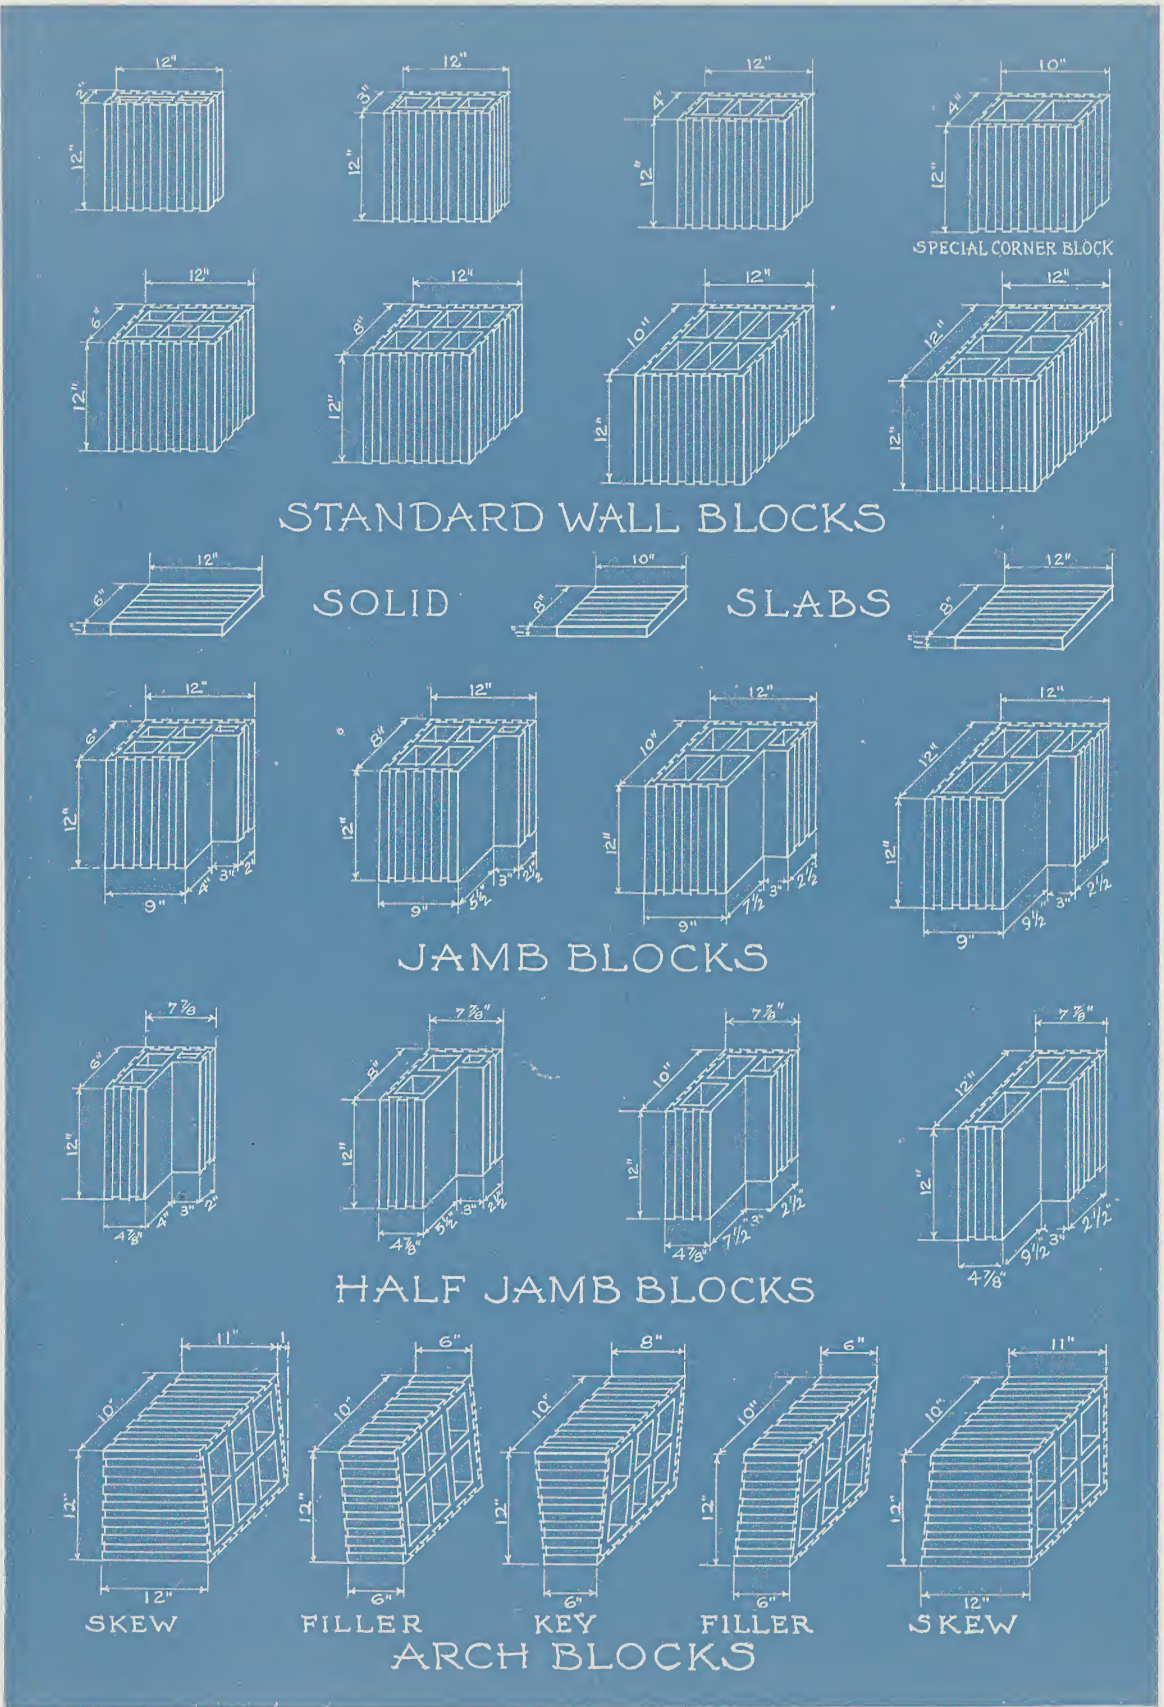 12" 12" 12" 10"
2" 3" 4" 4"
12" 12" 12" 12"
SPECIAL CORNER BLOCK
12" 12" 12" 12"
6" 8" 10" 12"
12" 12" 12" 12"
STANDARD WALL BLOCKS
12" 10" 12"
6" 8" 8"
1" 1" 1"
SOLID SLABS
12" 12" 12" 12"
6" 8" 10" 12"
12" 12" 12" 12"
4" 3" 2" 5½" 3" 2½" 7½" 3" 2½" 9½" 3" 2½
9" 9" 9" 9"
JAMB BLOCKS
7⅞ 7⅞" 7⅞" 7⅞"
6" 8" 10" 12"
12" 12" 12" 12"
4" 3" 2" 5½" 3" 2½ 7½" 3" 2½" 9½" 3" 2½"
4⅞" 4⅞" 4⅞" 4⅞"
HALF JAMB BLOCKS
11" 1 6" 8" 6" 11"
10" 10" 10" 10" 10"
12" 12" 12" 12" 12"
12" 6" 6" 6" 12"
SKEW FILLER KEY FILLER SKEW
ARCH BLOCKS